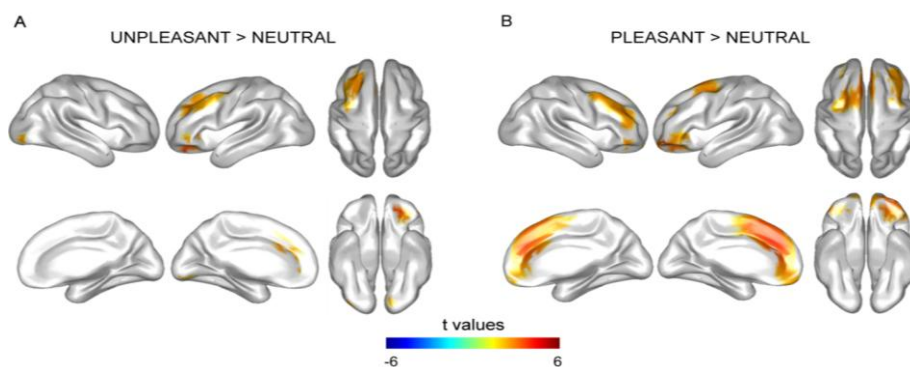 A
UNPLEASANT > NEUTRAL
B
PLEASANT > NEUTRAL
t values
-6
6